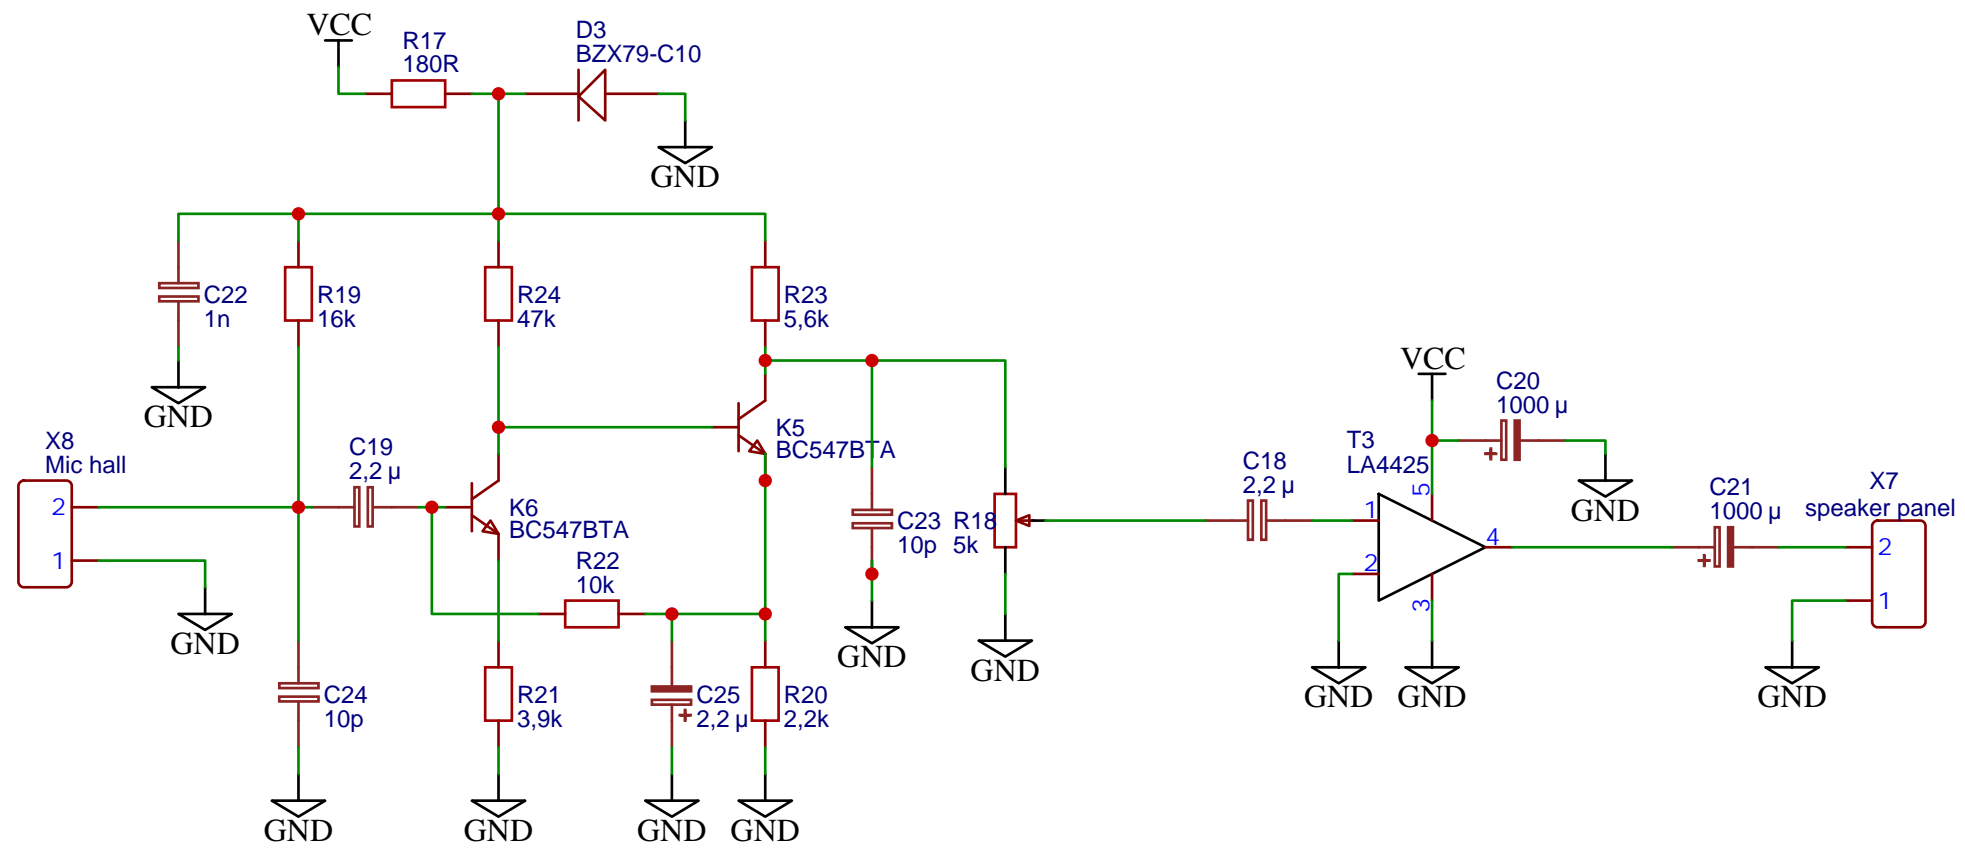 VCC
R17
180R
D3
BZX79-C10
GND
C22
1n
GND
R19
16k
R24
47k
R23
5,6k
X8
Mic hall
2
1
GND
C19
2,2 µ
K6
BC547BTA
K5
BC547BTA
R22
10k
C24
10p
GND
R21
3,9k
GND
+
C25
2,2 µ
GND
R20
2,2k
GND
C23
10p
GND
R18
5k
GND
C18
2,2 µ
VCC
C20
1000 µ
+
GND
T3
LA4425
1
2
3
4
5
GND
GND
C21
1000 µ
+
X7
speaker panel
2
1
GND